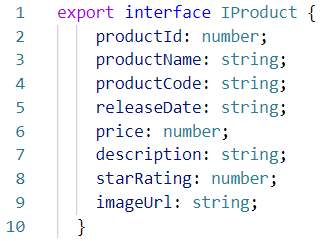 1 export interface IProduct {
2 productId: number;
3 productName: string;
4 productCode: string;
5 releaseDate: string;
6 price: number;
7 description: string;
8 starRating: number;
9 imageUrl: string;
10 }